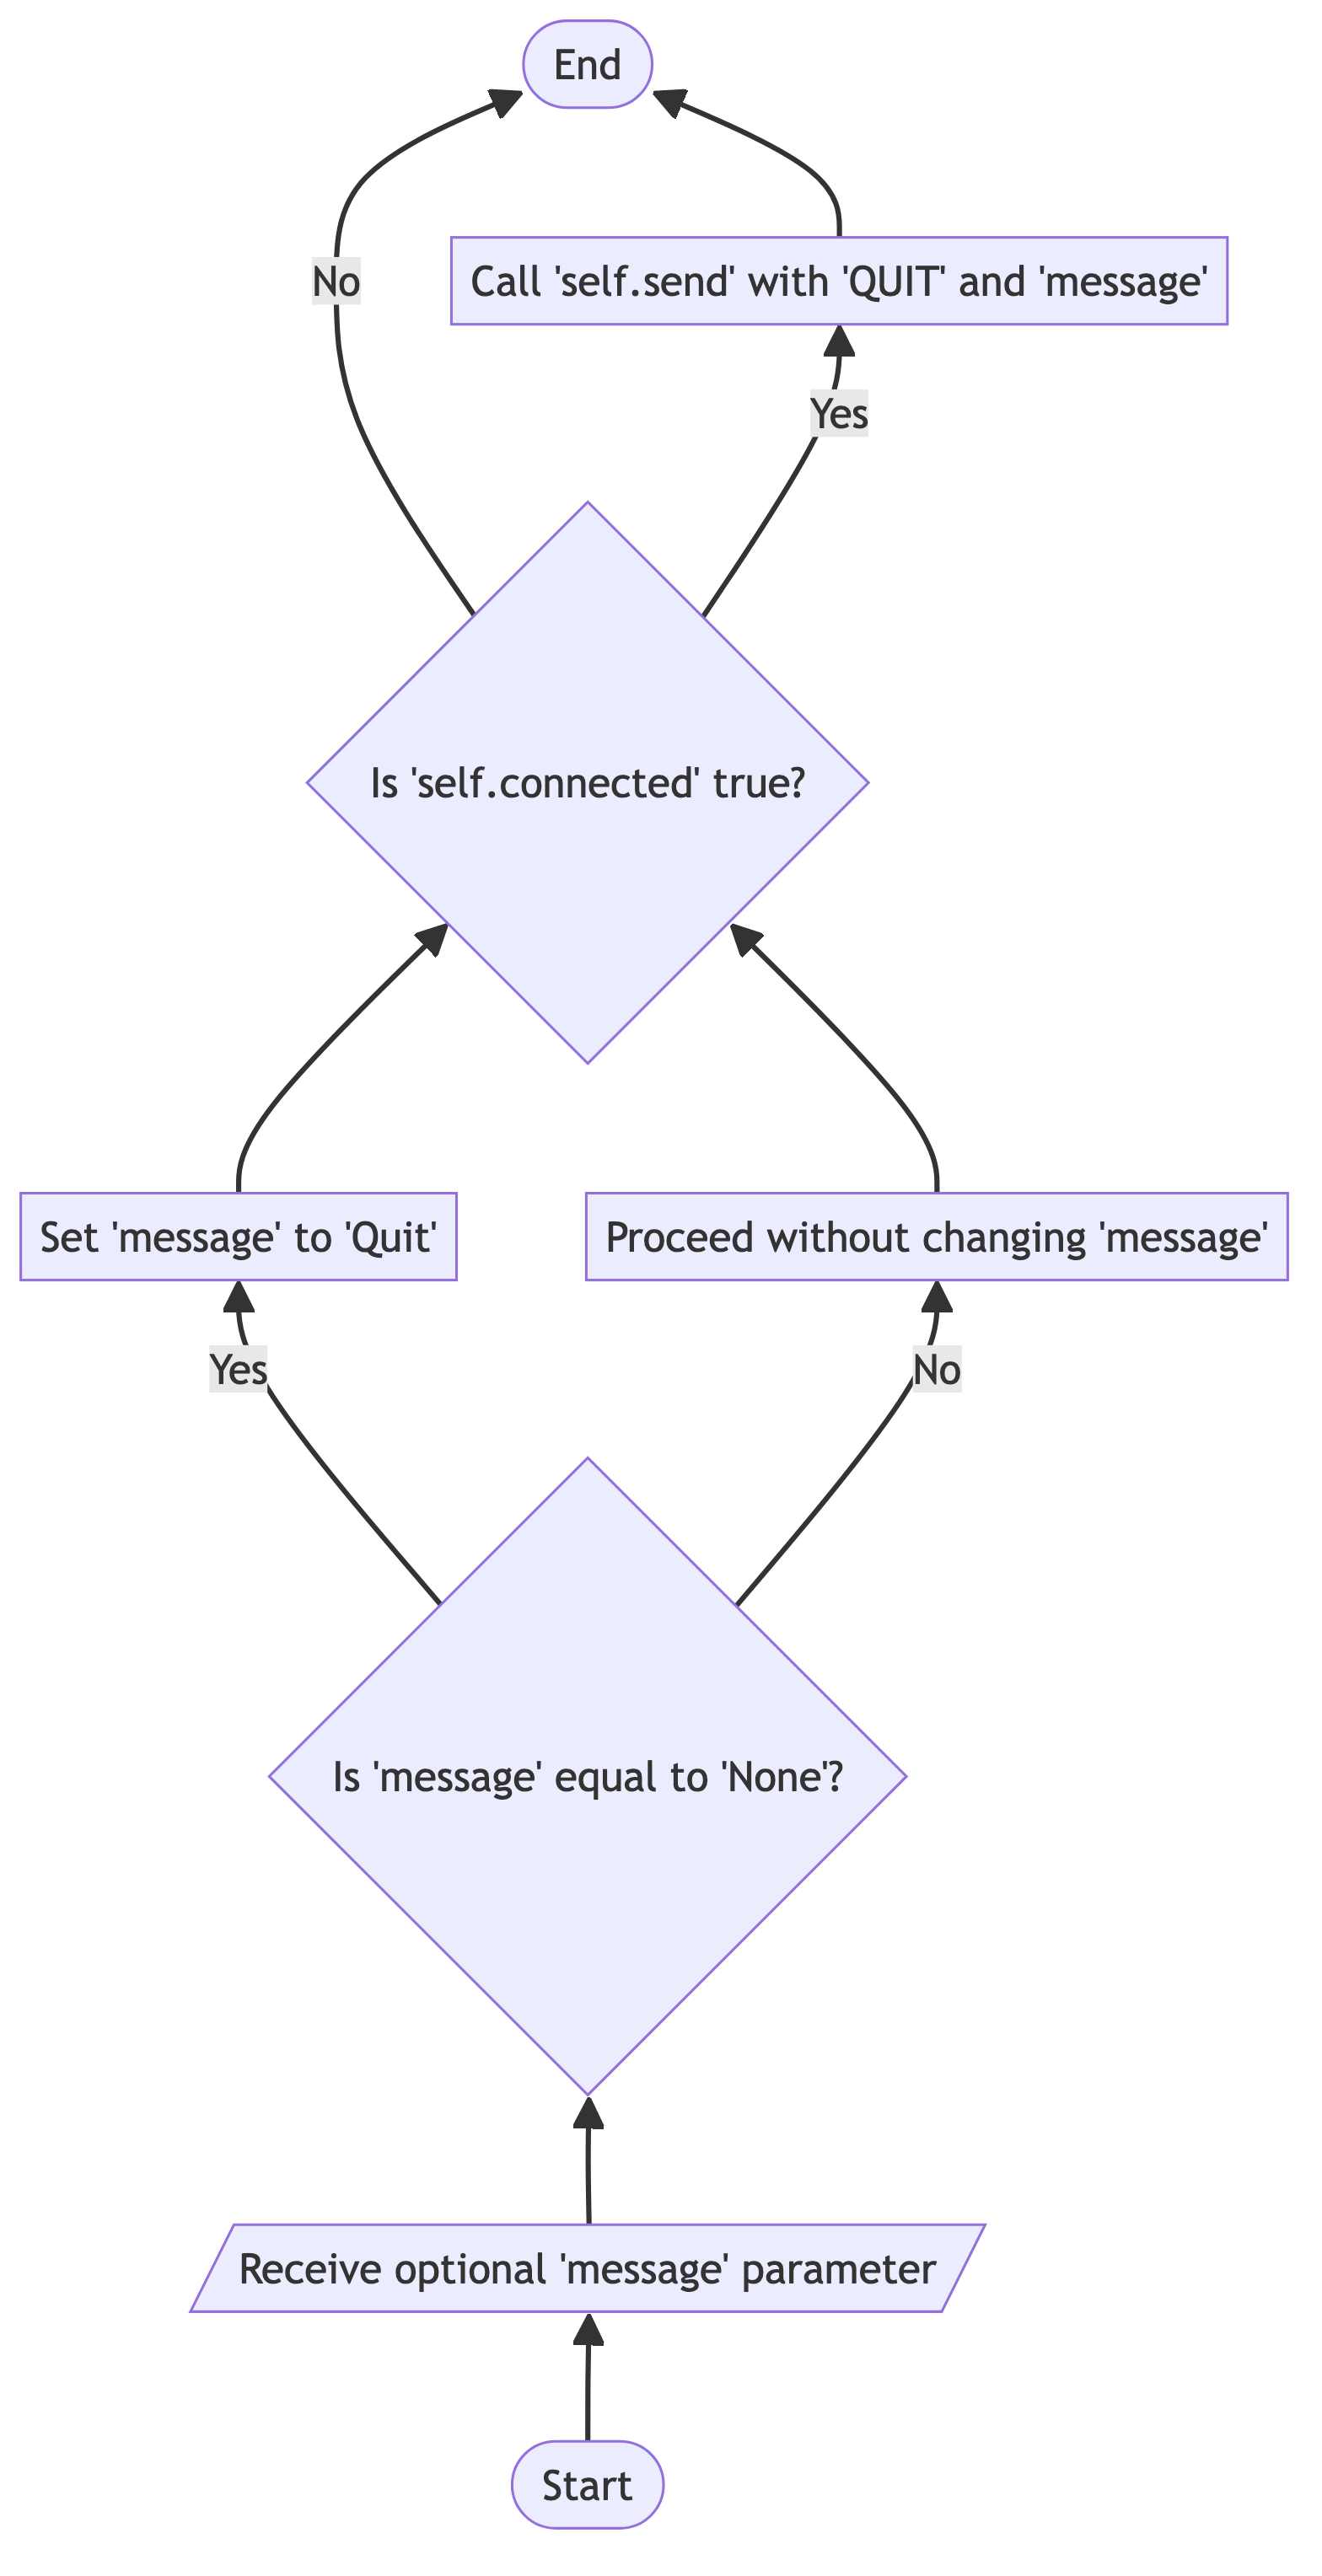 End
No
Call 'self.send' with 'QUIT' and 'message'
Yes
Is 'self.connected' true?
Set 'message' to 'Quit'
Proceed without changing 'message'
Yes
No
Is 'message' equal to 'None'?
Receive optional 'message' parameter
Start